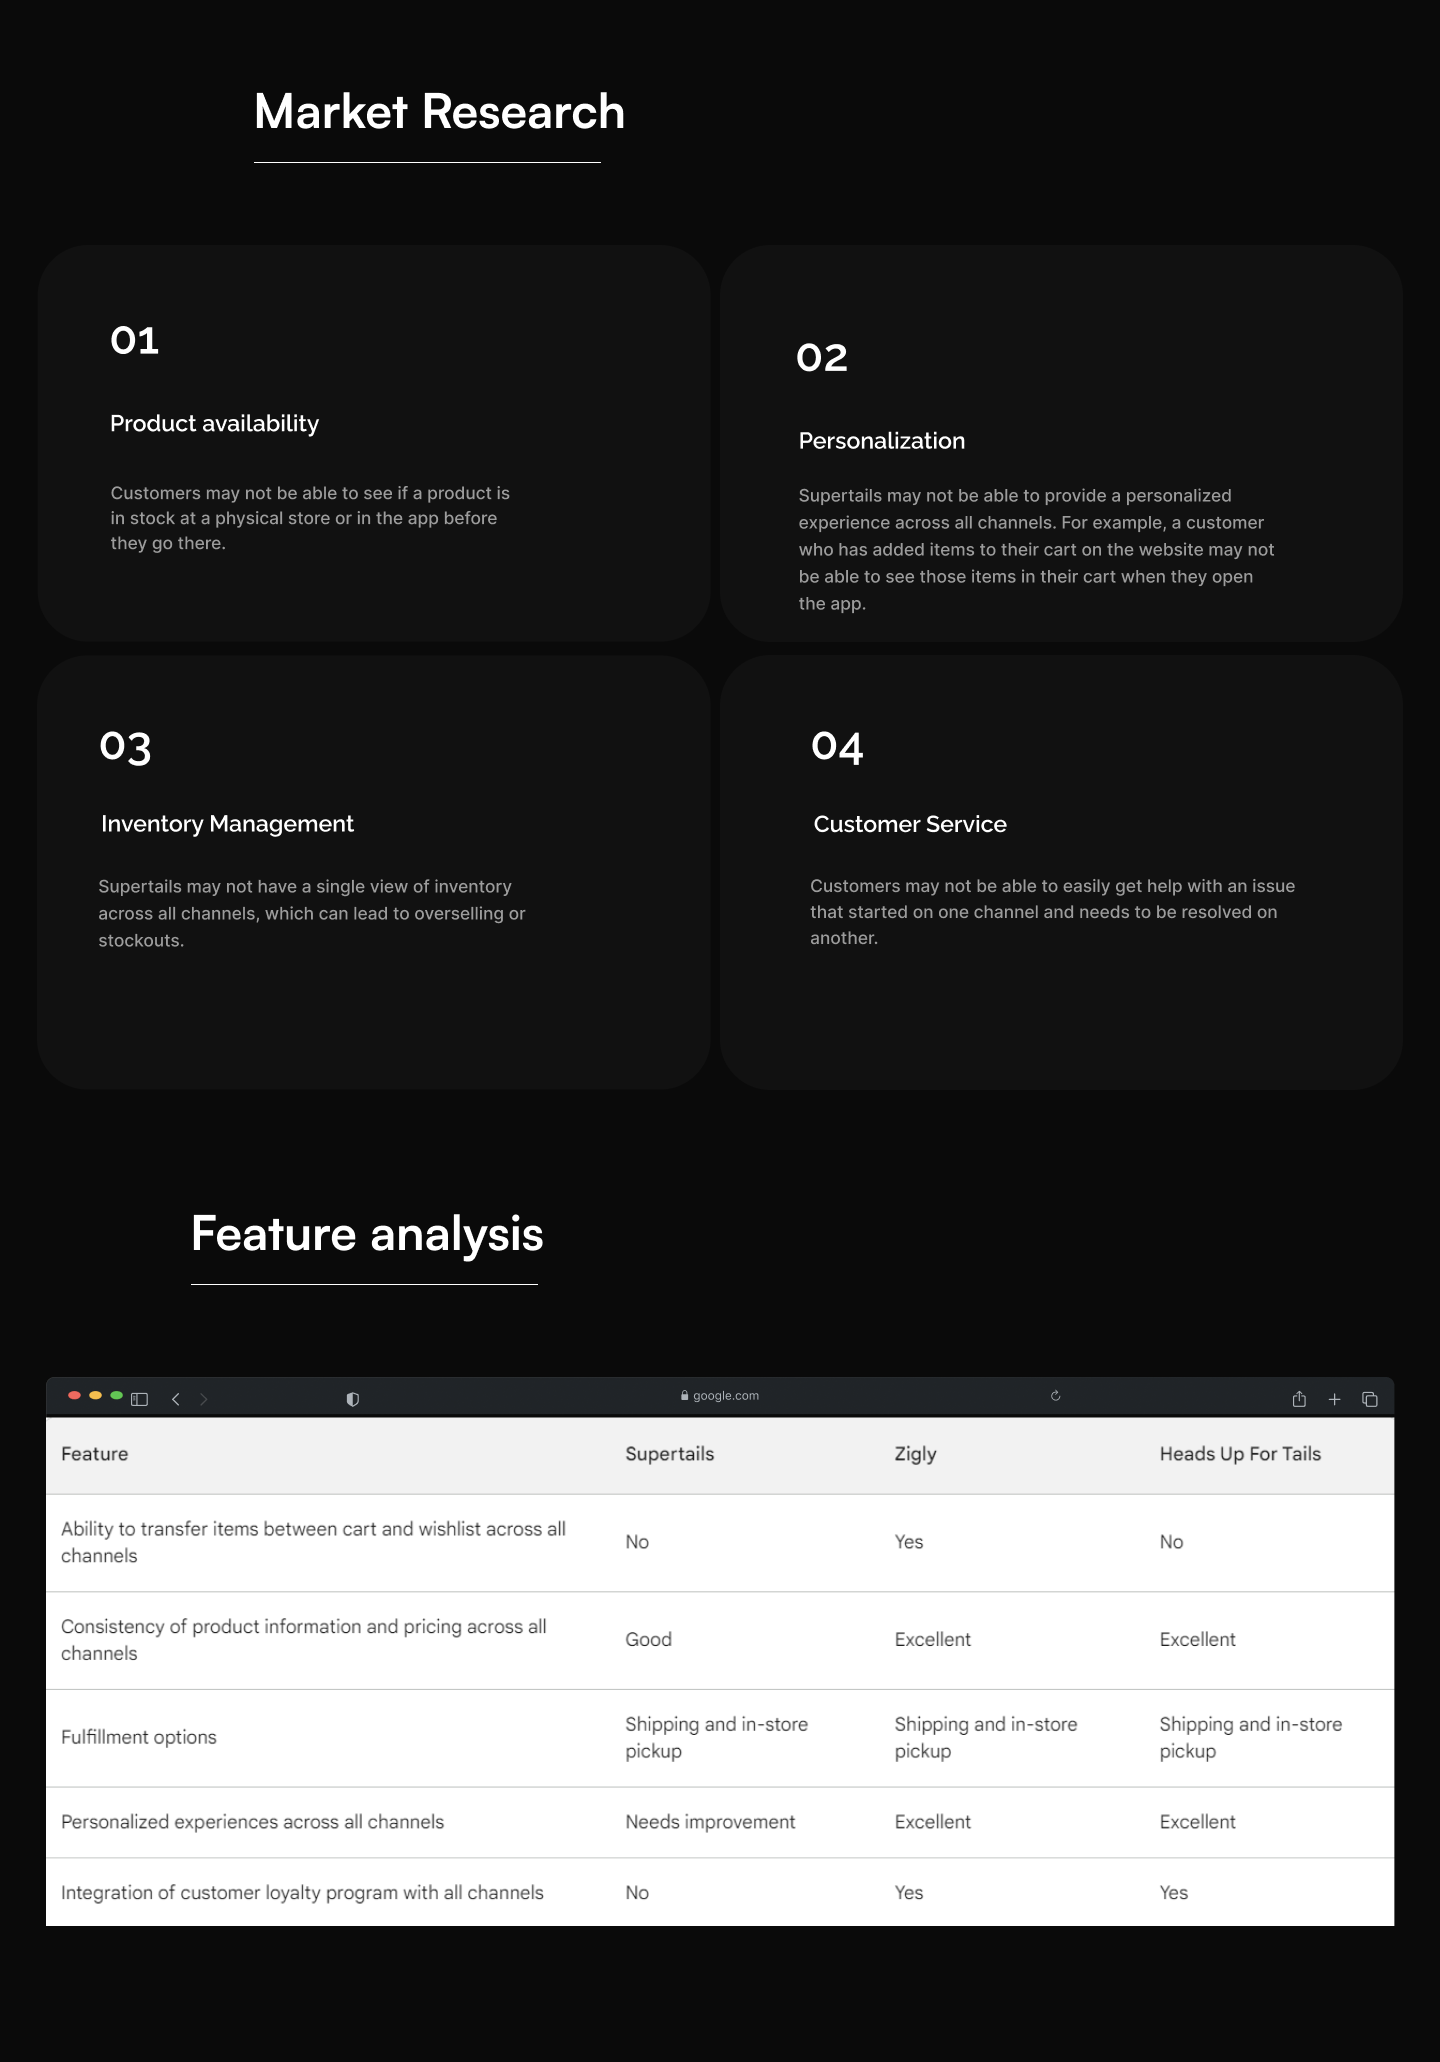 Market Research
01
Product availability
Customers may not be able to see if a product is
in stock at a physical store or in the app before
they go there.
02
Personalization
Supertails may not be able to provide a personalized
experience across all channels. For example, a customer
who has added items to their cart on the website may not
be able to see those items in their cart when they open
the app.
03
Inventory Management
Supertails may not have a single view of inventory
across all channels, which can lead to overselling or
stockouts.
04
Customer Service
Customers may not be able to easily get help with an issue
that started on one channel and needs to be resolved on
another.
Feature analysis
google.com
Feature Supertails Zigly Heads Up For Tails
Ability to transfer items between cart and wishlist across all
channels
No Yes No
Consistency of product information and pricing across all
channels
Good Excellent Excellent
Fulfillment options
Shipping and in-store
pickup
Shipping and in-store
pickup
Shipping and in-store
pickup
Personalized experiences across all channels Needs improvement Excellent Excellent
Integration of customer loyalty program with all channels No Yes Yes